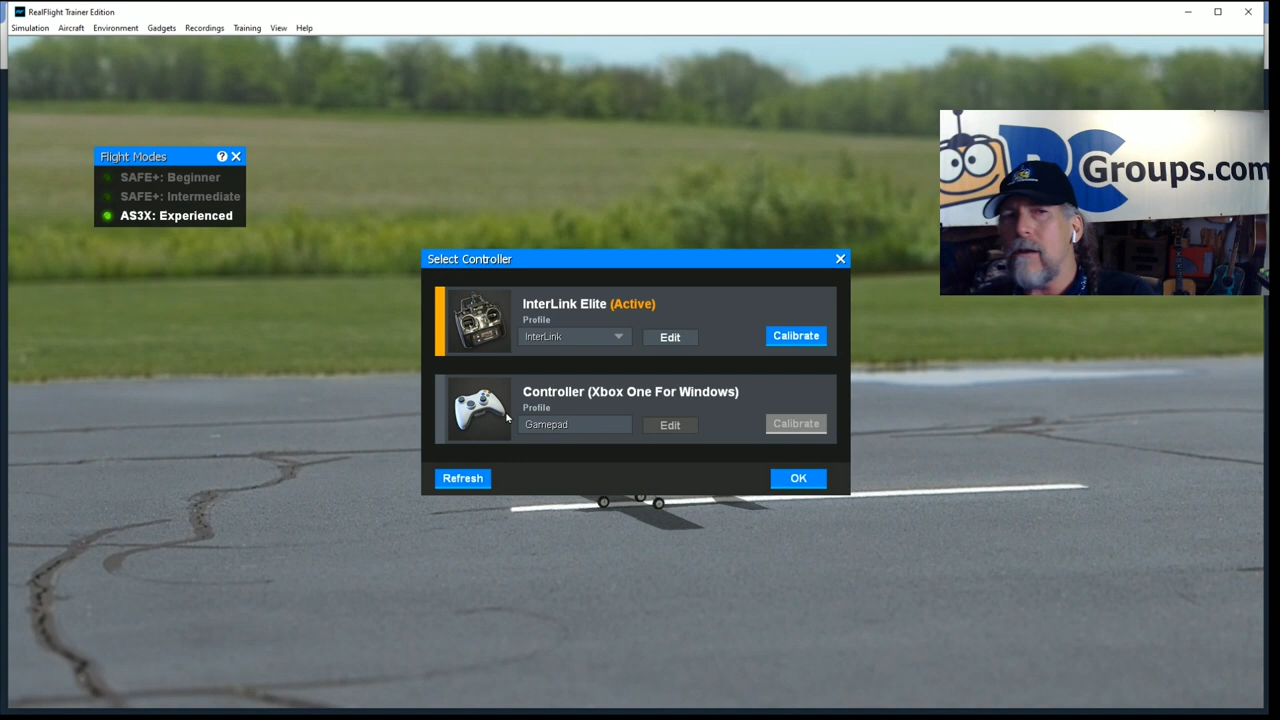 RealFlight Trainer Edition
Simulation Aircraft Environment Gadgets Recordings Training View Help
Flight Modes ?
SAFE+: Beginner
SAFE+: Intermediate
AS3X: Experienced
RCGroups.com
Select Controller
InterLink Elite (Active)
Profile
InterLink Edit Calibrate
Controller (Xbox One For Windows)
Profile
Gamepad Edit Calibrate
Refresh OK